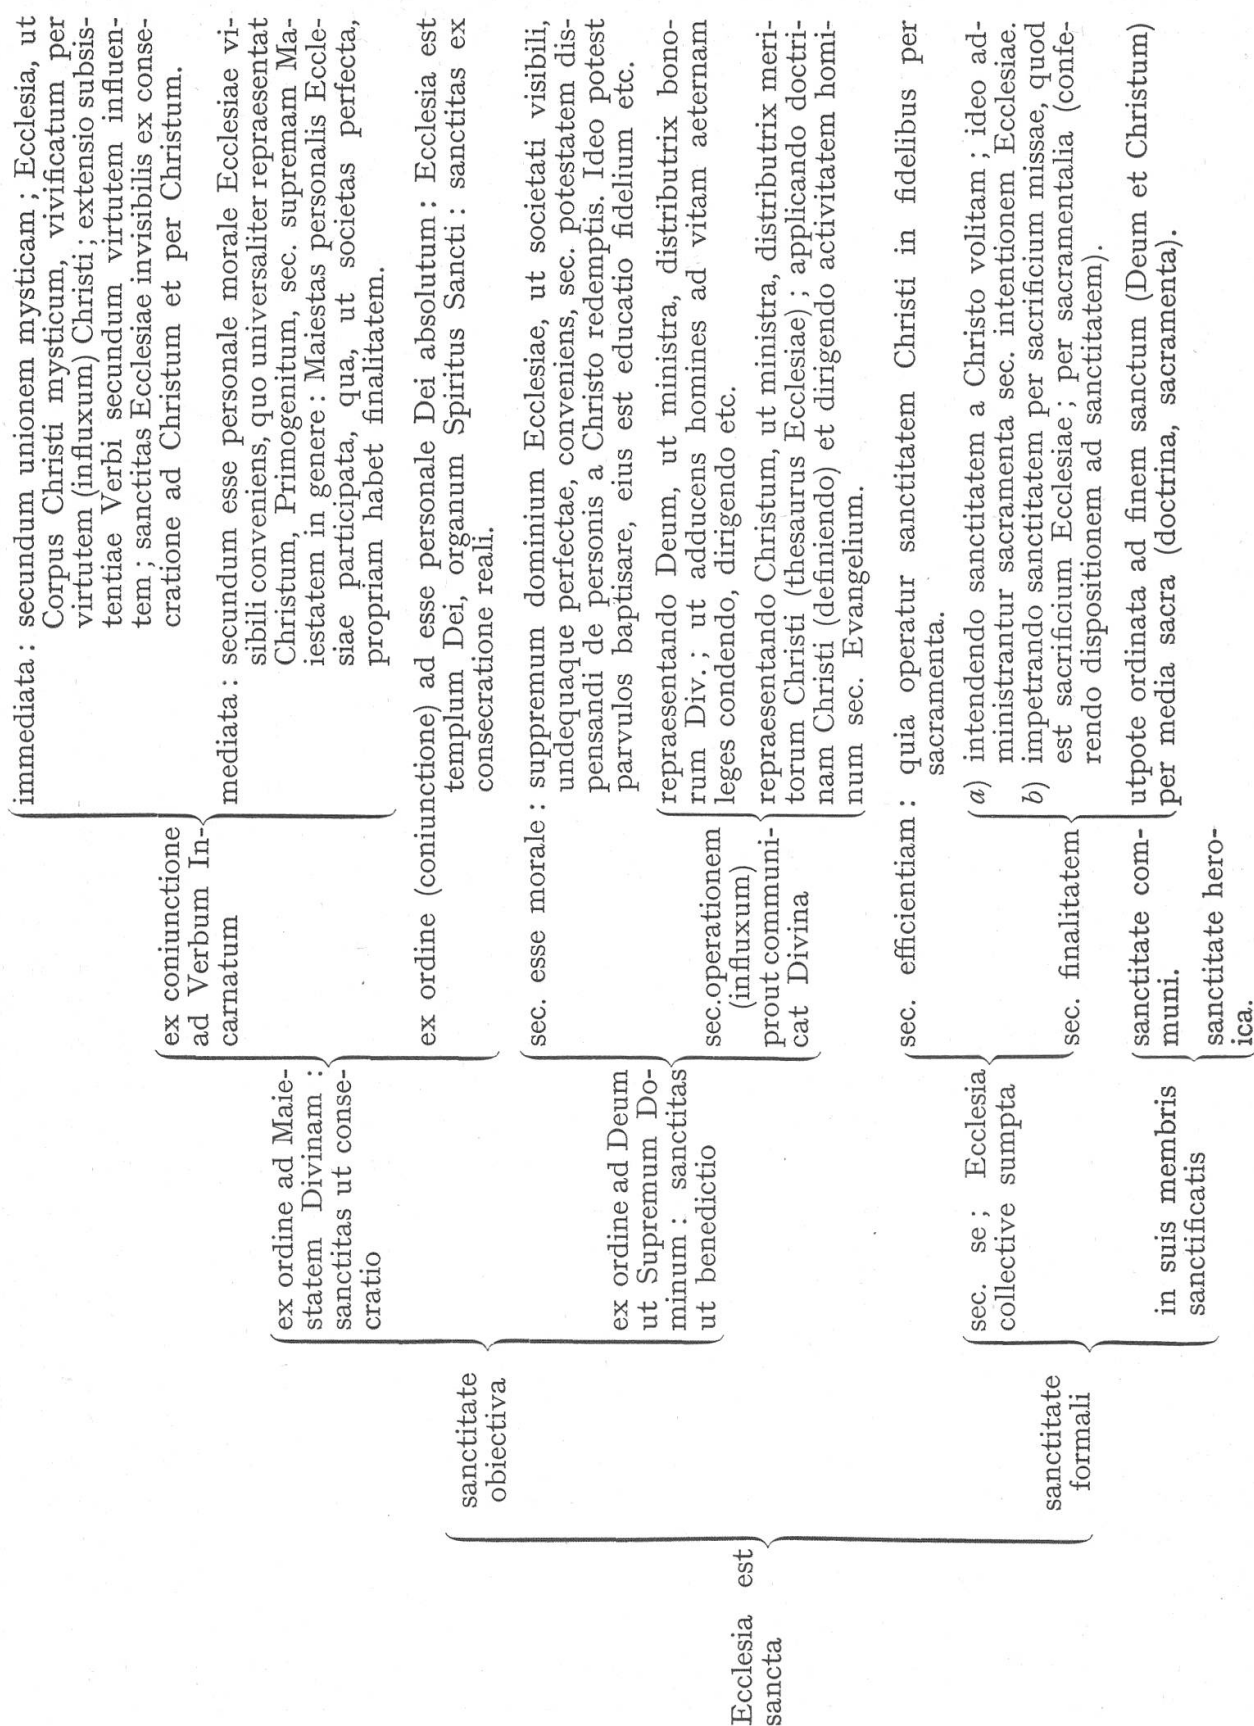 Ecclesia est
sancta
sanctitate
obiectiva
ex ordine ad Maie-
statem Divinam :
sanctitas ut conse-
cratio
ex coniunctione
ad Verbum In-
carnatum
immediata : secundum unionem mysticam ; Ecclesia, ut
Corpus Christi mysticum, vivificatum per
virtutem (influxum) Christi ; extensio subsis-
tentiae Verbi secundum virtutem influen-
tem ; sanctitas Ecclesiae invisibilis ex conse-
cratione ad Christum et per Christum.
mediata : secundum esse personale morale Ecclesiae vi-
sibili conveniens, quo universaliter repraesentat
Christum, Primogenitum, sec. supremam Ma-
iestatem in genere : Maiestas personalis Eccle-
siae participata, qua, ut societas perfecta,
propriam habet finalitatem.
ex ordine (coniunctione) ad esse personale Dei absolutum : Ecclesia est
templum Dei, organum Spiritus Sancti : sanctitas ex
consecratione reali.
ex ordine ad Deum
ut Supremum Do-
minum : sanctitas
ut benedictio
sec. esse morale : suppremum dominium Ecclesiae, ut societati visibili,
undequaque perfectae, conveniens, sec. potestatem dis-
pensandi de personis a Christo redemptis. Ideo potest
parvulos baptisare, eius est educatio fidelium etc.
sec. operationem
(influxum)
prout communi-
cat Divina
repraesentando Deum, ut ministra, distributrix bono-
rum Div. ; ut adducens homines ad vitam aeternam
leges condendo, dirigendo etc.
repraesentando Christum, ut ministra, distributrix meri-
torum Christi (thesaurus Ecclesiae) ; applicando doctri-
nam Christi (definiendo) et dirigendo activitatem homi-
num sec. Evangelium.
sanctitate
formali
sec. se ; Ecclesia
collective sumpta
sec. efficientiam : quia operatur sanctitatem Christi in fidelibus per
sacramenta.
sec. finalitatem
a) intendendo sanctitatem a Christo volitam ; ideo ad-
ministrantur sacramenta sec. intentionem Ecclesiae.
b) impetrando sanctitatem per sacrificium missae, quod
est sacrificium Ecclesiae ; per sacramentalia (confe-
rendo dispositionem ad sanctitatem).
utpote ordinata ad finem sanctum (Deum et Christum)
per media sacra (doctrina, sacramenta).
in suis membris
sanctificatis
sanctitate com-
muni.
sanctitate hero-
ica.